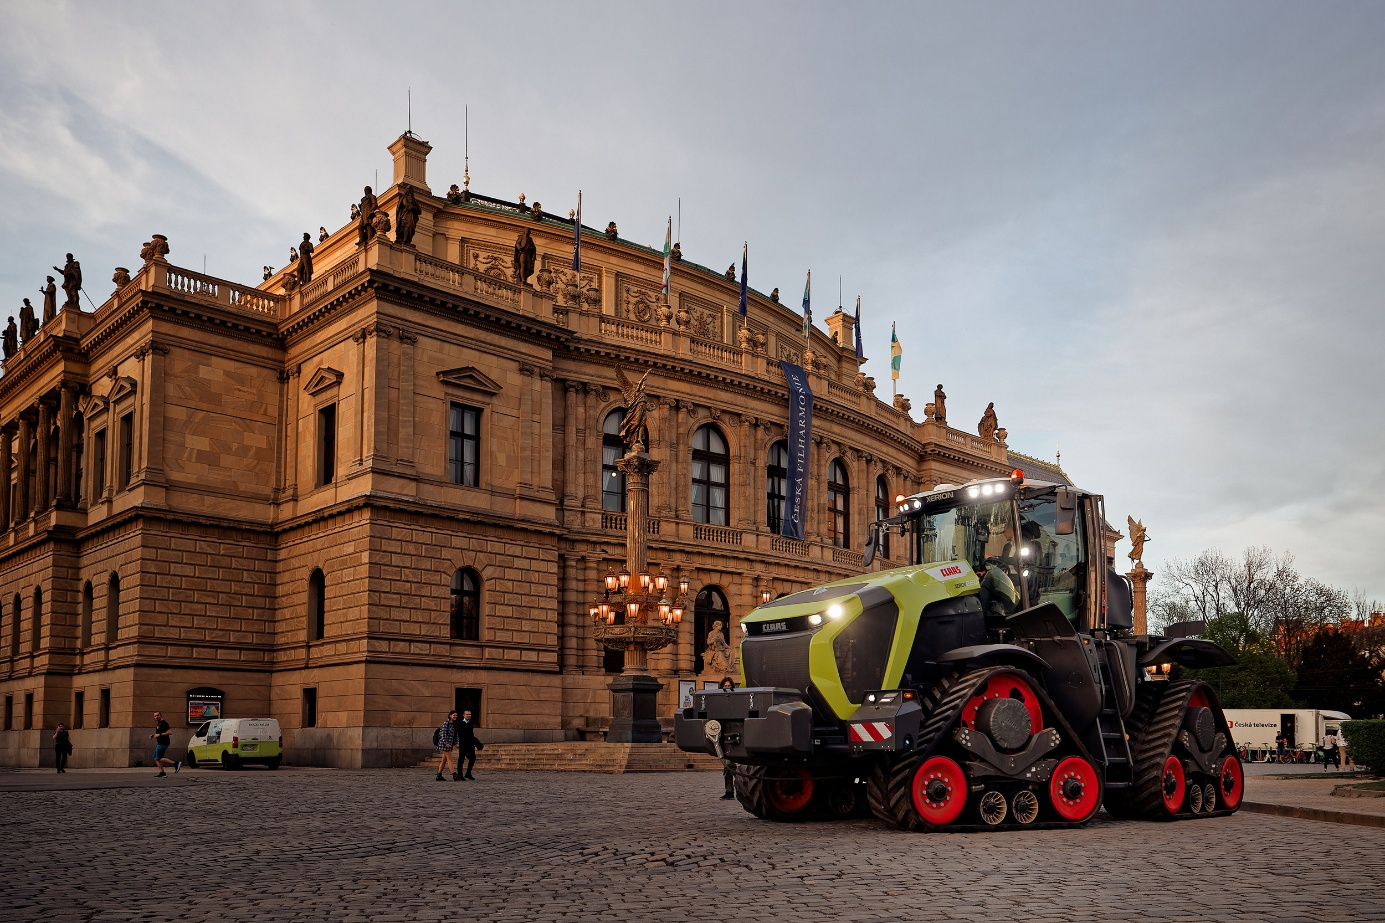 ČESKÁ FILHARMONIE
XERION
CLAAS
CLAAS
Česká televize